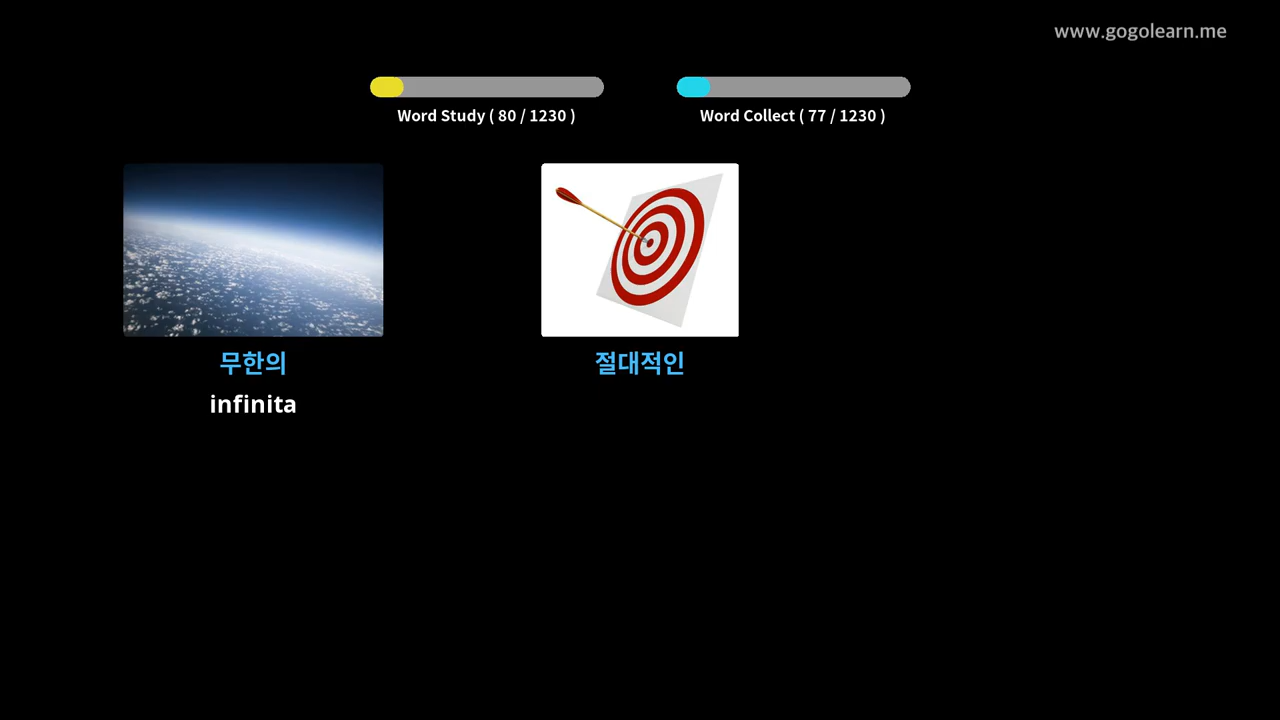 www.gogolearn.me
Word Study ( 80 / 1230 )
Word Collect ( 77 / 1230 )
무한의
infinita
절대적인